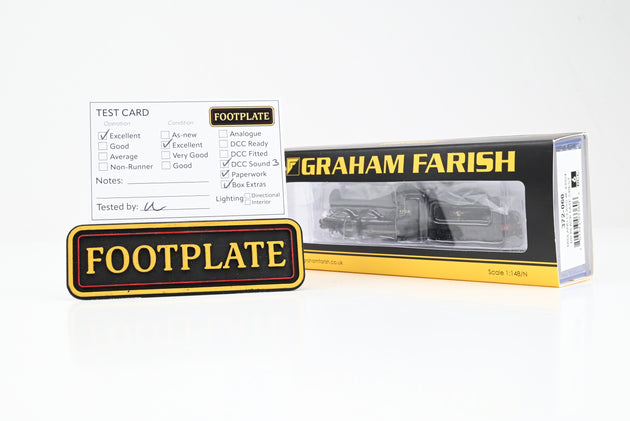 TEST CARD
FOOTPLATE
Operation
Condition
Excellent
Good
Average
Non-Runner
As-new
Excellent
Very Good
Good
Analogue
DCC Ready
DCC Fitted
DCC Sound 3
Paperwork
Box Extras
Notes:
Lighting
Directional
Interior
Tested by:
FOOTPLATE
GRAHAM FARISH
Scale 1:148/N
372-060